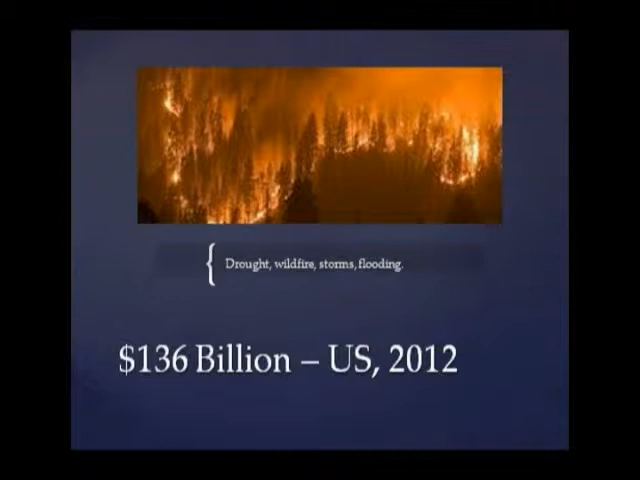 { Drought, wildfire, storms, flooding.
$136 Billion – US, 2012